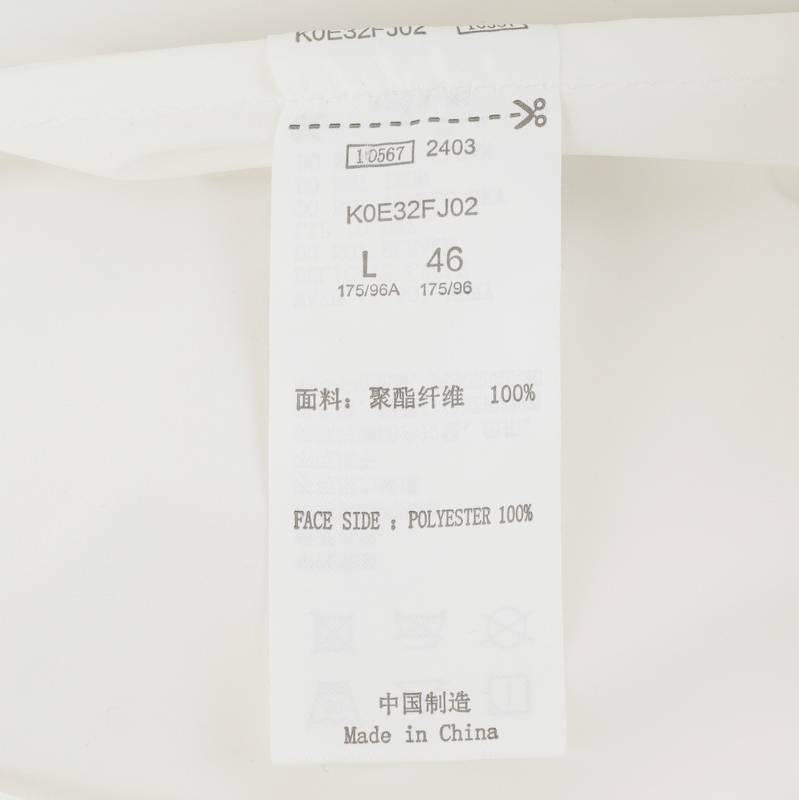 K0E32FJ02 10567
10567 2403
K0E32FJ02
L 46
175/96A 175/96
面料：聚酯纤维 100%
FACE SIDE : POLYESTER 100%
中国制造
Made in China